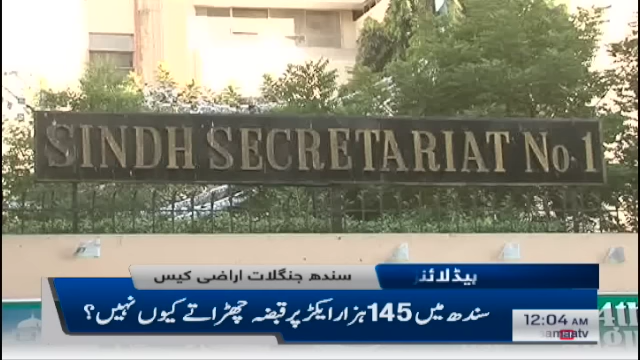 SINDH SECRETARIAT No. 1
سندھ جنگلات اراضی کیس
ہیڈلائنز
سندھ میں 145 ہزار ایکڑ پر قبضہ چھڑاتے کیوں نہیں؟
12:04 AM
samaatv